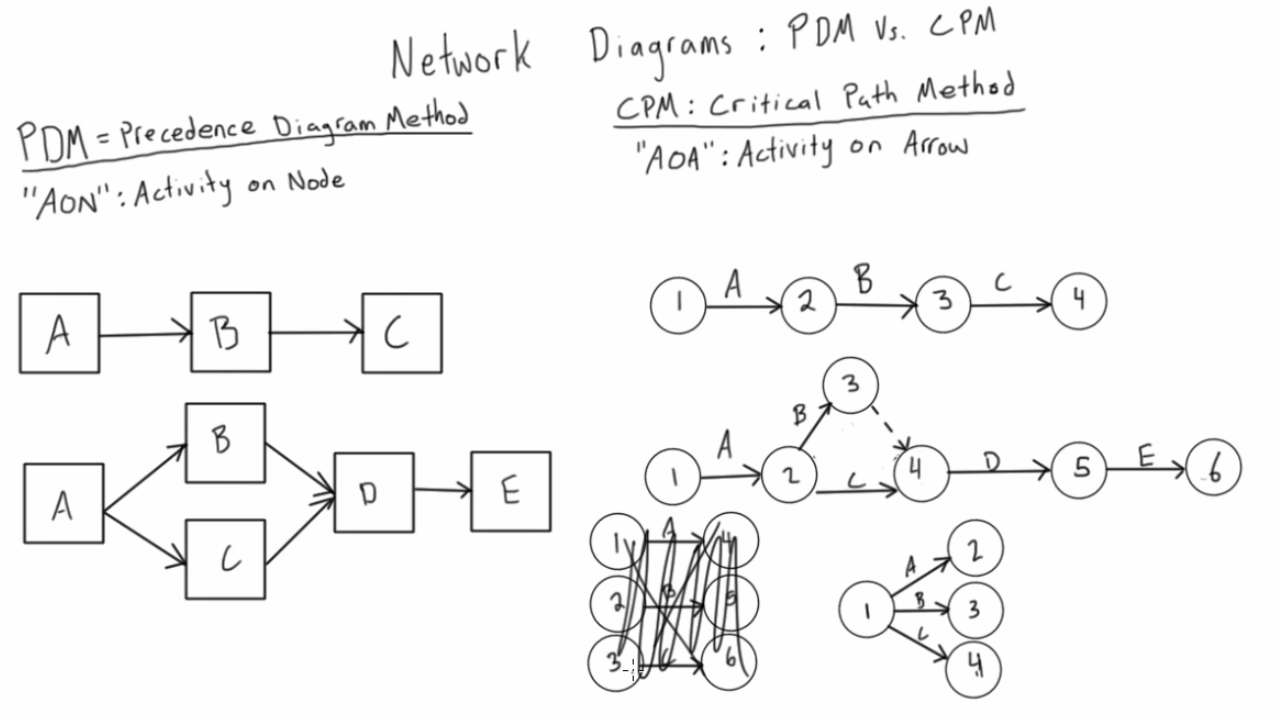 Network Diagrams : PDM Vs. CPM
PDM = Precedence Diagram Method
"AON" : Activity on Node
CPM : Critical Path Method
"AOA" : Activity on Arrow
A B C
1 A 2 B 3 C 4
A B C D E
1 A 2 B 3 C 4 D 5 E 6
1 A 4
2 B 5
3 C 6
1 A 2
B 3
C 4